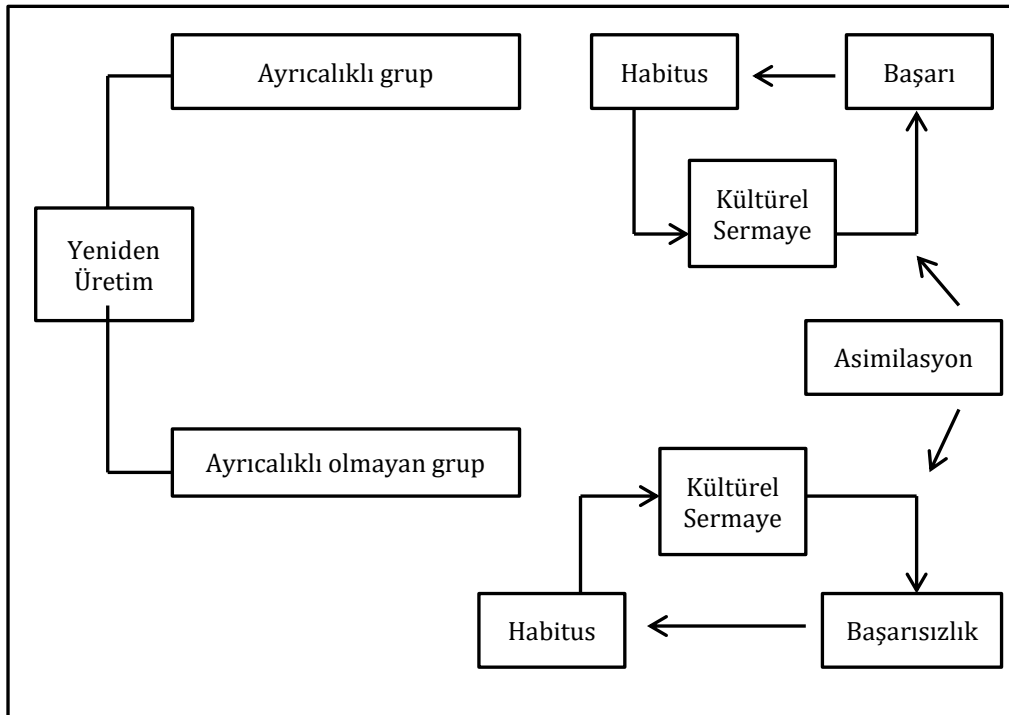 Ayrıcalıklı grup
Habitus
Başarı
Kültürel
Sermaye
Yeniden
Üretim
Asimilasyon
Ayrıcalıklı olmayan grup
Kültürel
Sermaye
Habitus
Başarısızlık